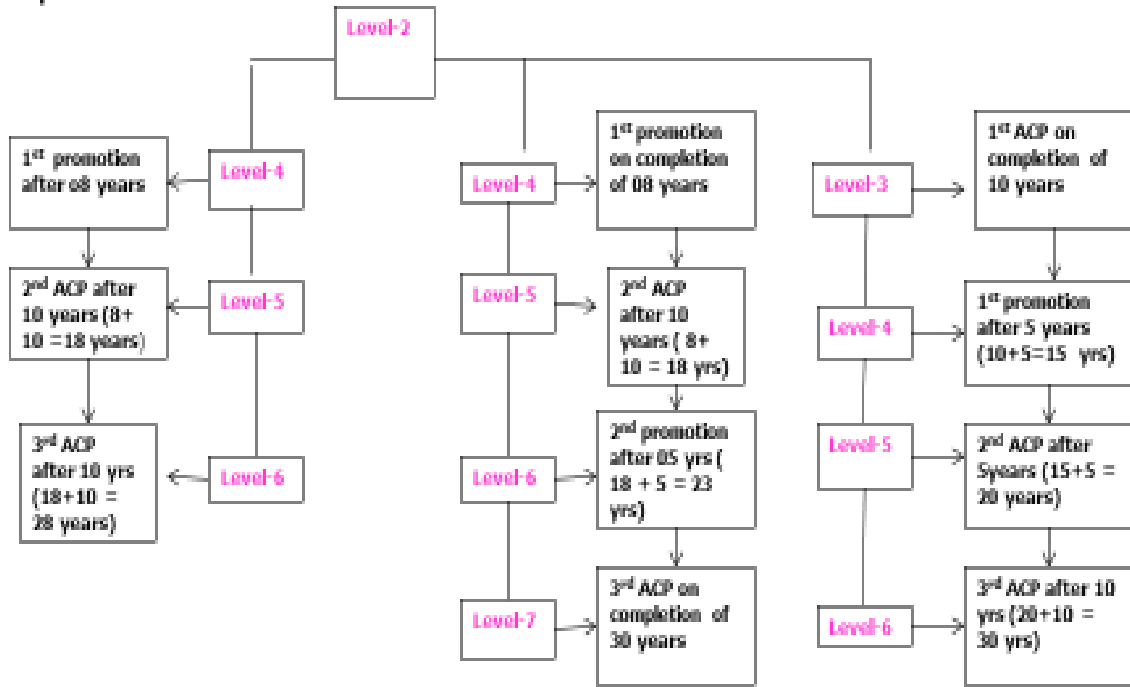 Level-2
Level-4
1st promotion
after 08 years
Level-5
2nd ACP after
10 years (8+
10 =18 years)
Level-6
3rd ACP
after 10 yrs
(18+10 =
28 years)
Level-4
1st promotion
on completion
of 08 years
Level-5
2nd ACP
after 10
years ( 8+
10 = 18 yrs)
Level-6
2nd promotion
after 05 yrs (
18 + 5 = 23
yrs)
Level-7
3rd ACP on
completion of
30 years
Level-3
1st ACP on
completion of
10 years
Level-4
1st promotion
after 5 years
(10+5=15 yrs)
Level-5
2nd ACP after
5years (15+5 =
20 years)
Level-6
3rd ACP after 10
yrs (20+10 =
30 yrs)